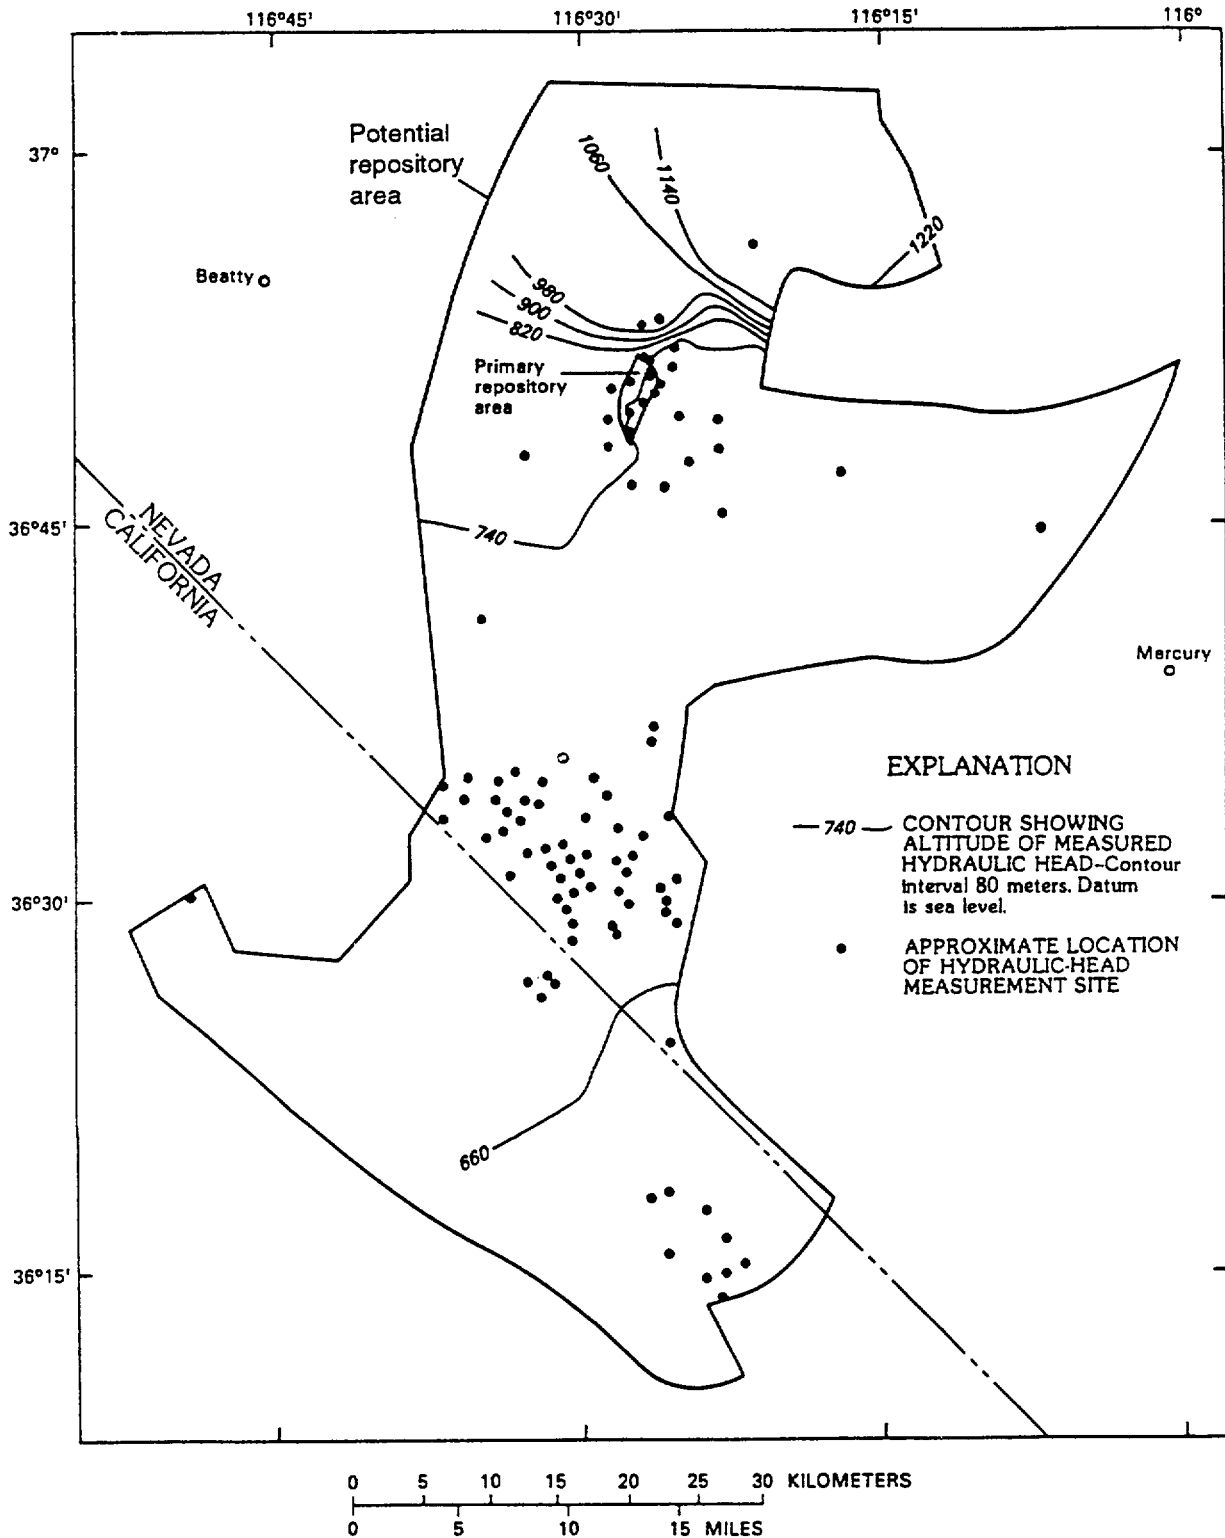 116°45'
116°30'
116°15'
116°
37°
36°45'
36°30'
36°15'
Potential
repository
area
1060
1140
1220
Beatty
980
900
820
Primary
repository
area
740
NEVADA
CALIFORNIA
Mercury
660
EXPLANATION
740
CONTOUR SHOWING
ALTITUDE OF MEASURED
HYDRAULIC HEAD-Contour
interval 80 meters. Datum
is sea level.
APPROXIMATE LOCATION
OF HYDRAULIC-HEAD
MEASUREMENT SITE
0 5 10 15 20 25 30 KILOMETERS
0 5 10 15 MILES